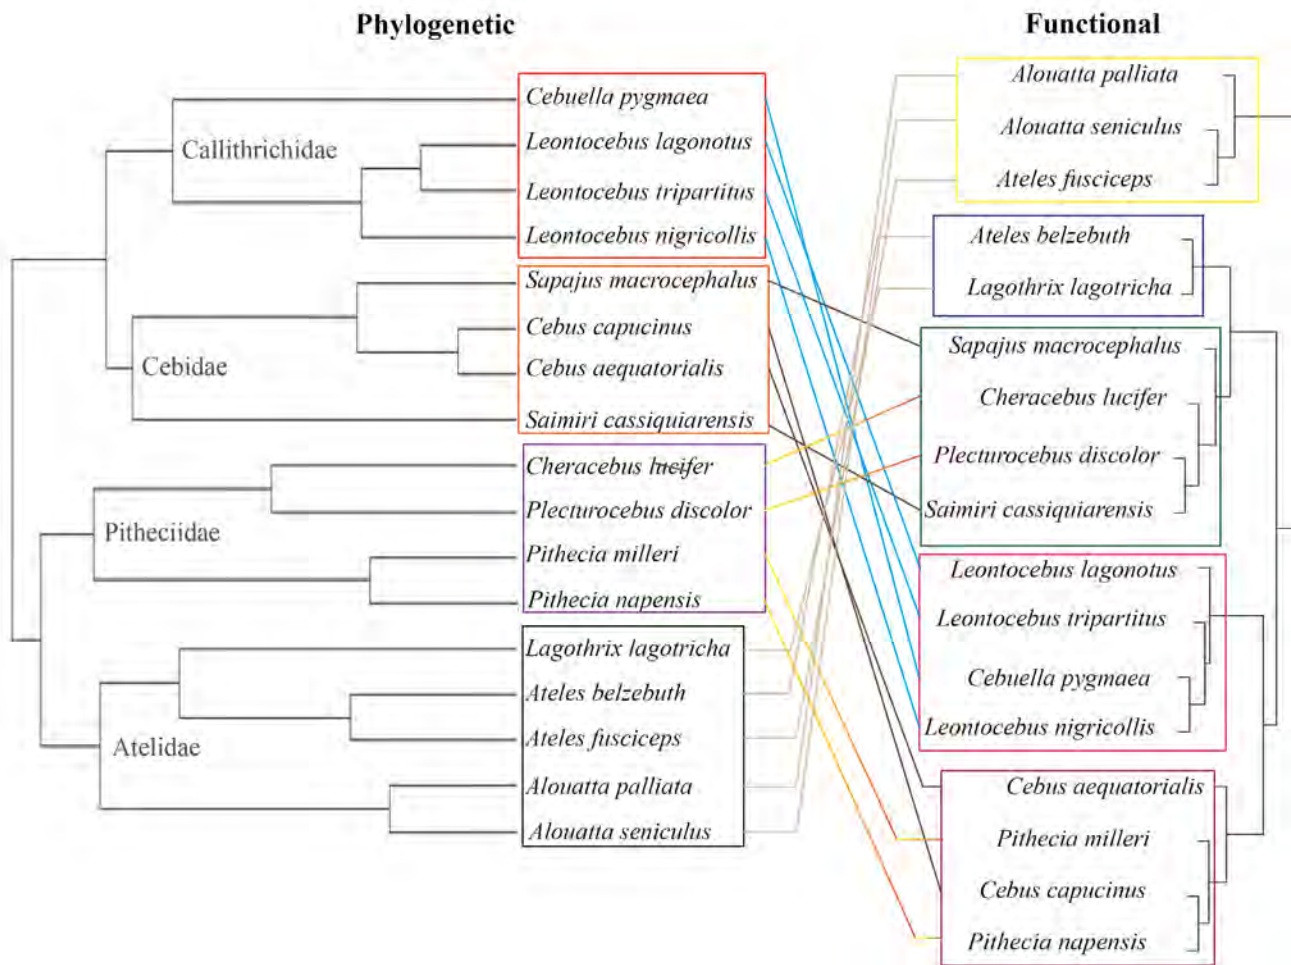 Phylogenetic
Callithrichidae
Cebidae
Pitheciidae
Atelidae
Cebuella pygmaea
Leontocebus lagonotus
Leontocebus tripartitus
Leontocebus nigricollis
Sapajus macrocephalus
Cebus capucinus
Cebus aequatorialis
Saimiri cassiquiarensis
Cheracebus lucifer
Plecturocebus discolor
Pithecia milleri
Pithecia napensis
Lagothrix lagotricha
Ateles belzebuth
Ateles fusciceps
Alouatta palliata
Alouatta seniculus
Functional
Alouatta palliata
Alouatta seniculus
Ateles fusciceps
Ateles belzebuth
Lagothrix lagotricha
Sapajus macrocephalus
Cheracebus lucifer
Plecturocebus discolor
Saimiri cassiquiarensis
Leontocebus lagonotus
Leontocebus tripartitus
Cebuella pygmaea
Leontocebus nigricollis
Cebus aequatorialis
Pithecia milleri
Cebus capucinus
Pithecia napensis